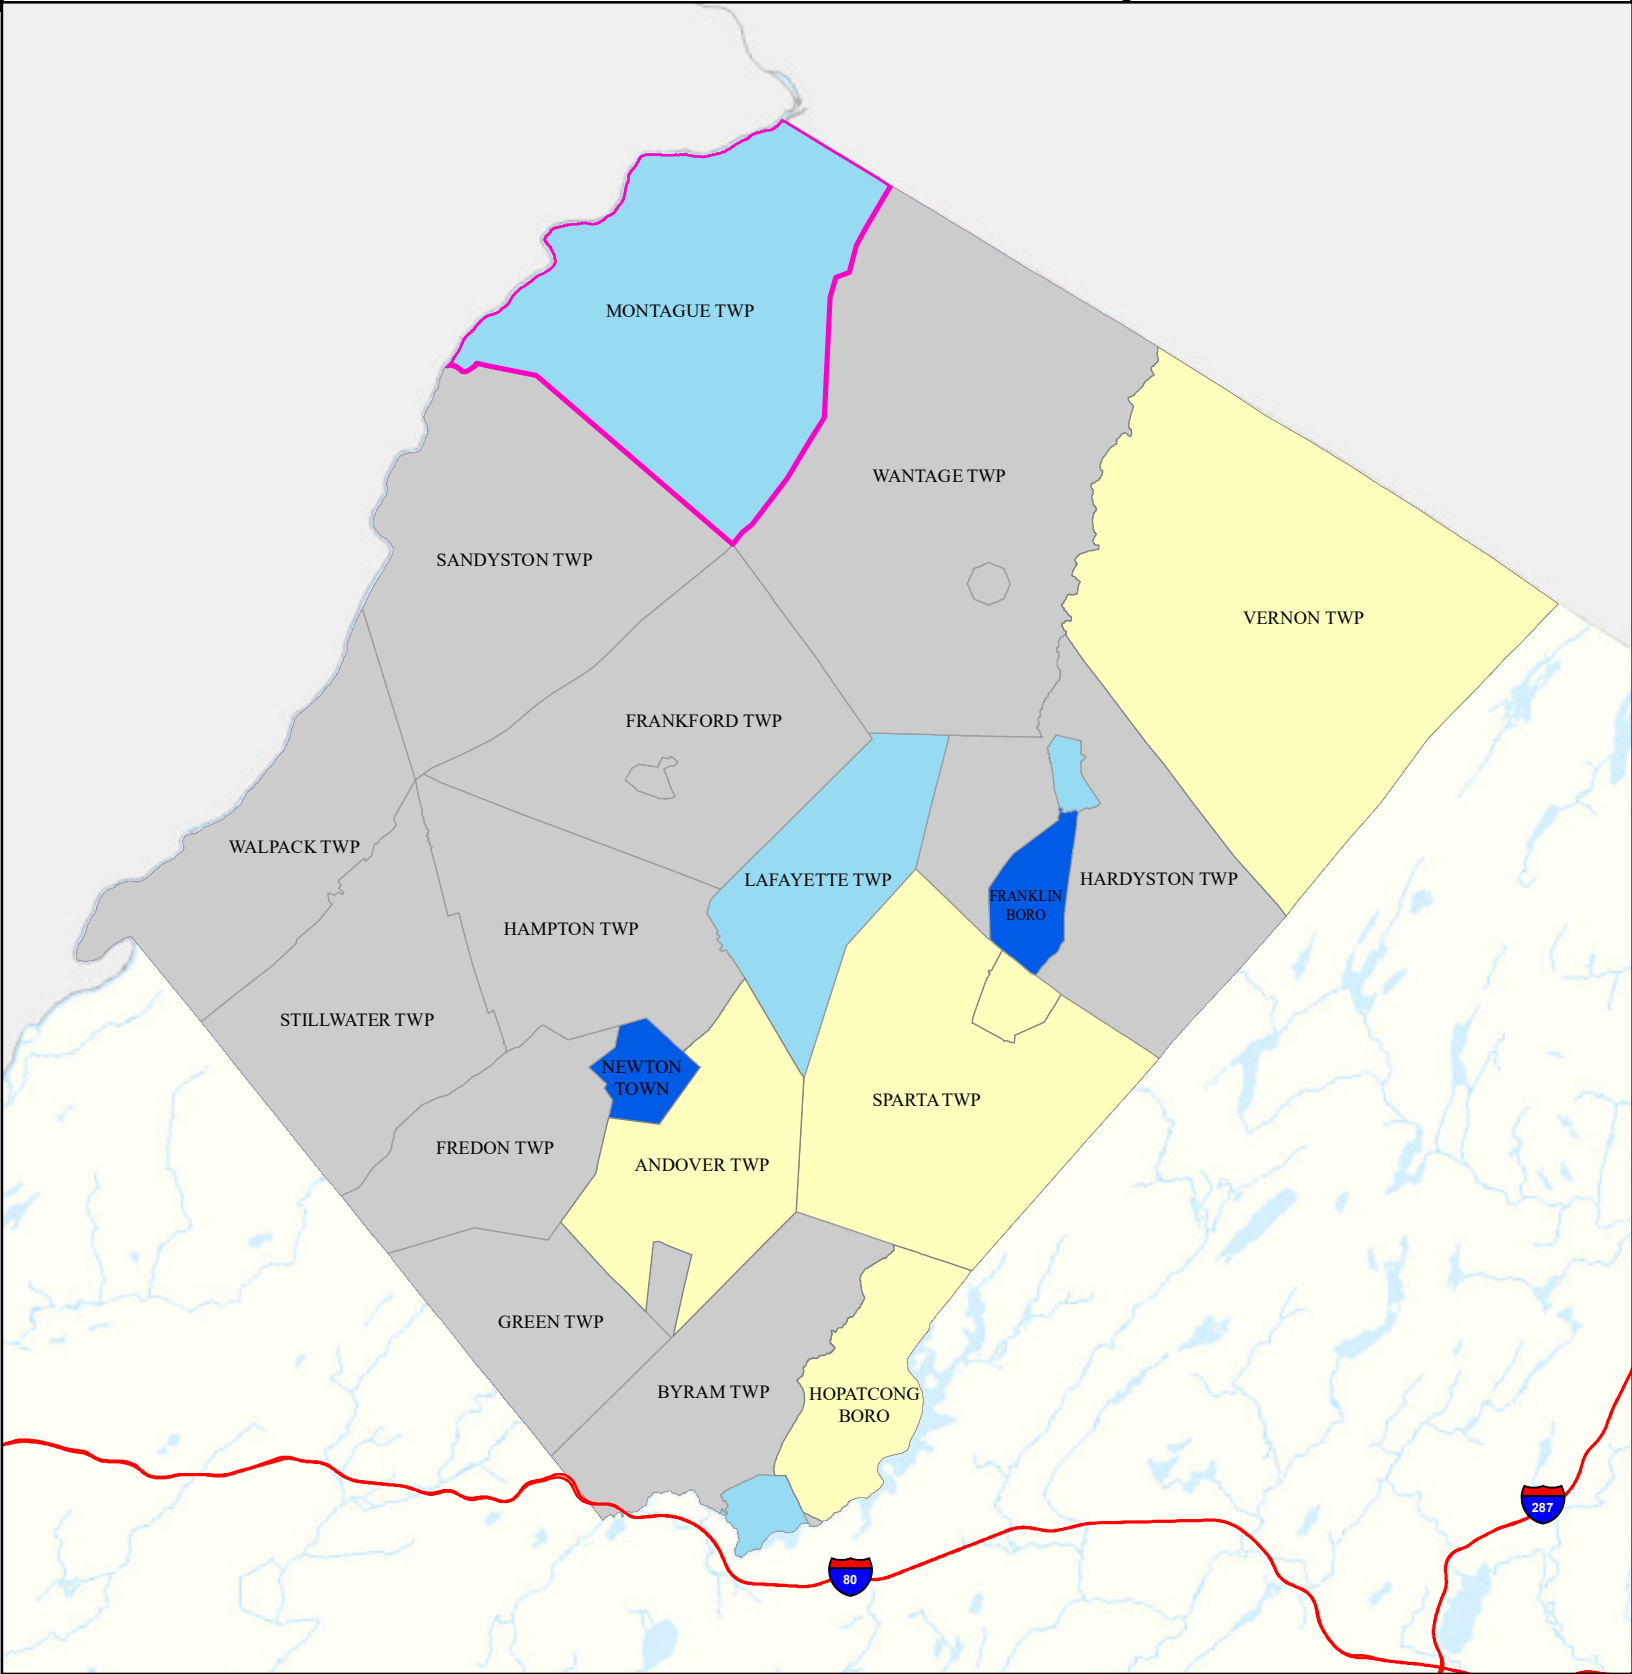 MONTAGUE TWP
WANTAGE TWP
SANDYSTON TWP
VERNON TWP
FRANKFORD TWP
WALPACK TWP
LAFAYETTE TWP
HARDYSTON TWP
FRANKLIN
BORO
HAMPTON TWP
STILLWATER TWP
NEWTON
TOWN
SPARTA TWP
FREDON TWP
ANDOVER TWP
GREEN TWP
BYRAM TWP
HOPATCONG
BORO
287
80